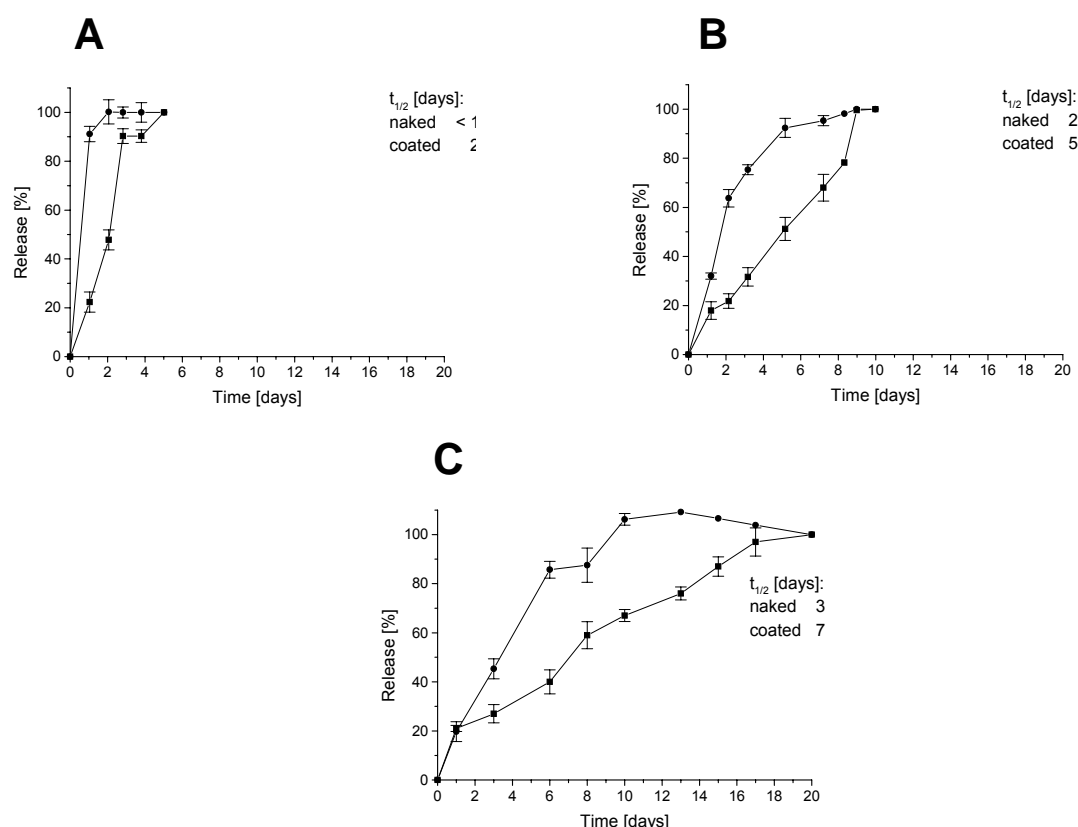 A
t1/2 [days]:
naked < 1
coated 2
Release [%]
100
80
60
40
20
0
0 2 4 6 8 10 12 14 16 18 20
Time [days]
B
t1/2 [days]:
naked 2
coated 5
Release [%]
100
80
60
40
20
0
0 2 4 6 8 10 12 14 16 18 20
Time [days]
C
t1/2 [days]:
naked 3
coated 7
Release [%]
100
80
60
40
20
0
0 2 4 6 8 10 12 14 16 18 20
Time [days]